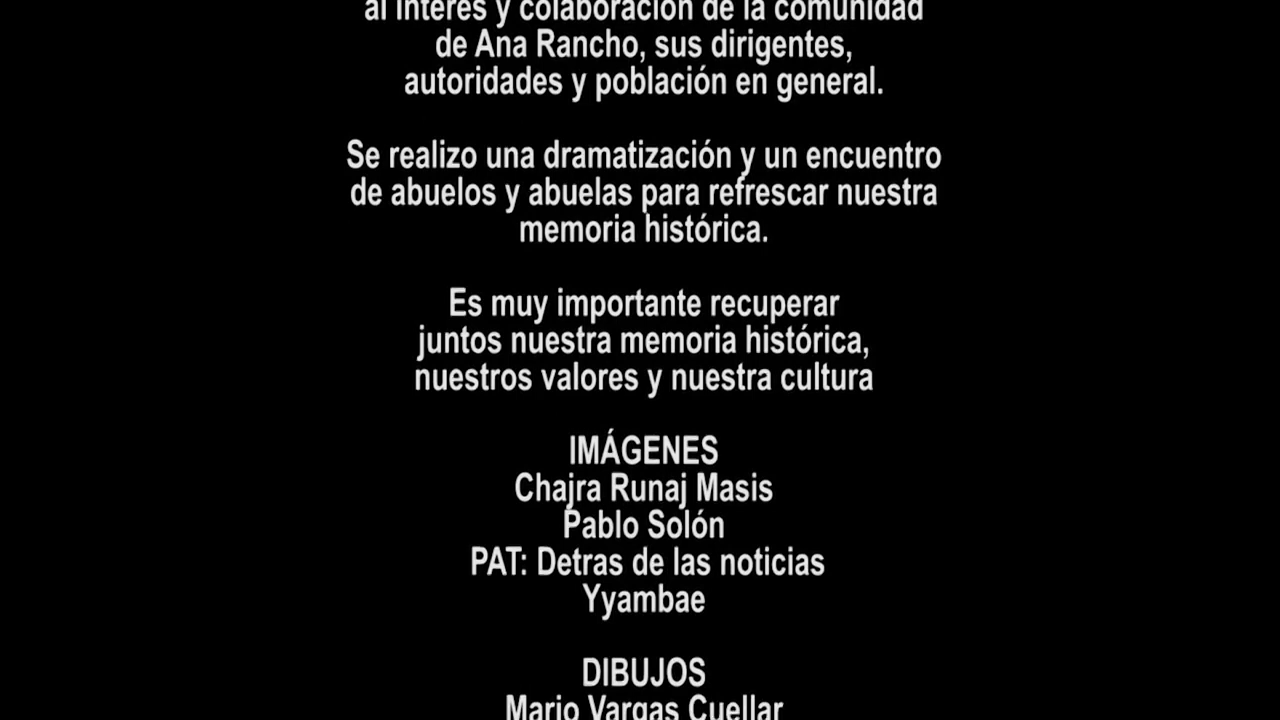 al interés y colaboración de la comunidad
de Ana Rancho, sus dirigentes,
autoridades y población en general.
Se realizo una dramatización y un encuentro
de abuelos y abuelas para refrescar nuestra
memoria histórica.
Es muy importante recuperar
juntos nuestra memoria histórica,
nuestros valores y nuestra cultura
IMÁGENES
Chajra Runaj Masis
Pablo Solón
PAT: Detras de las noticias
Yyambae
DIBUJOS
Mario Vargas Cuellar